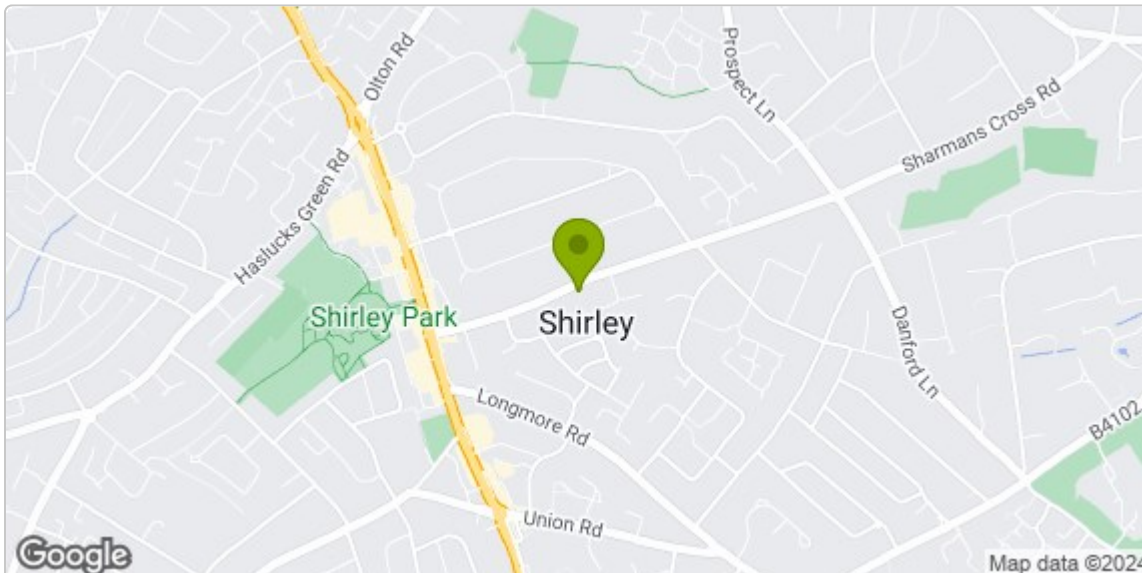 Olton Rd
Prospect Ln
Sharmans Cross Rd
Haslucks Green Rd
Shirley Park
Shirley
Danford Ln
Longmore Rd
B4102
Union Rd
Google
Map data ©2024